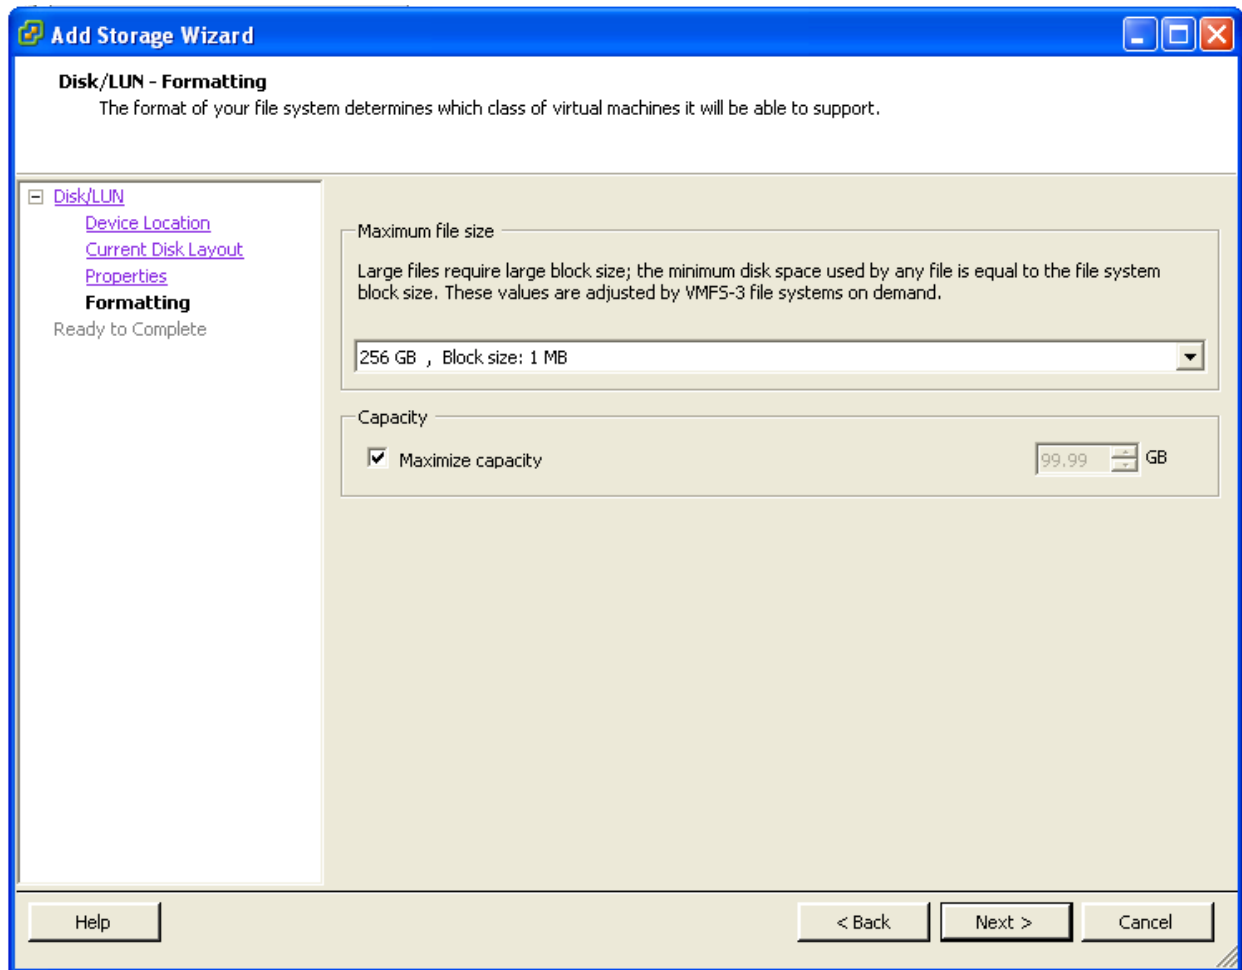 Add Storage Wizard
Disk/LUN - Formatting
The format of your file system determines which class of virtual machines it will be able to support.
Disk/LUN
Device Location
Current Disk Layout
Properties
Formatting
Ready to Complete
Maximum file size
Large files require large block size; the minimum disk space used by any file is equal to the file system
block size. These values are adjusted by VMFS-3 file systems on demand.
256 GB , Block size: 1 MB
Capacity
Maximize capacity
99.99 GB
Help
< Back
Next >
Cancel